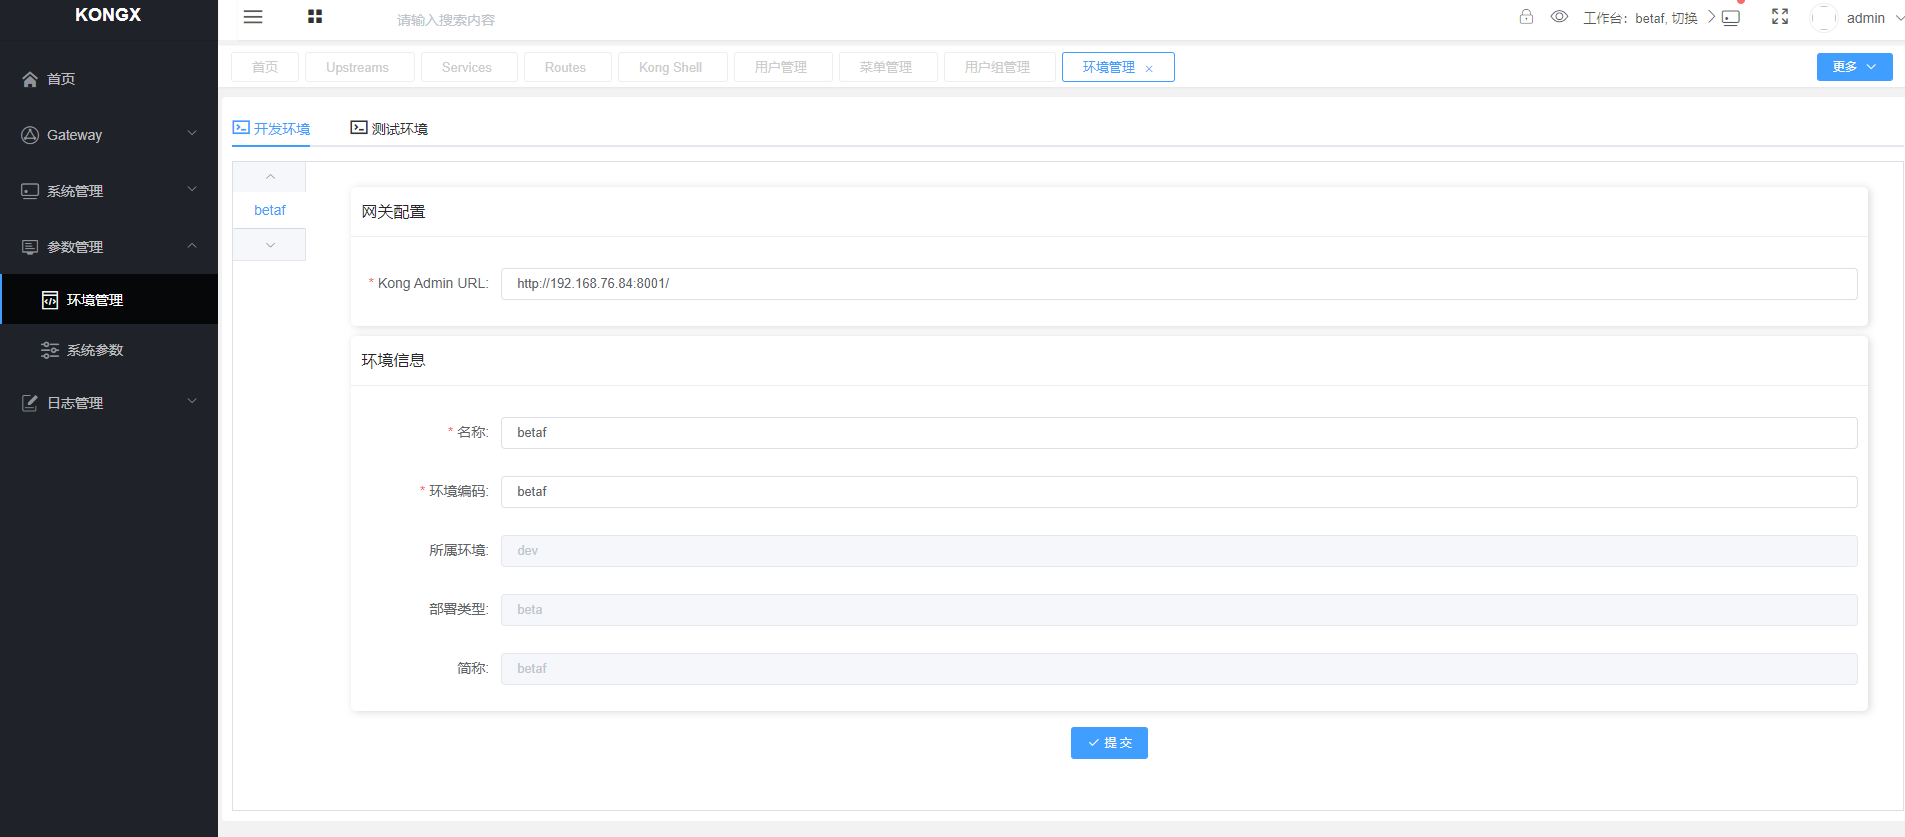 KONGX
首页
Gateway
系统管理
参数管理
环境管理
系统参数
日志管理
请输入搜索内容
工作台: betaf, 切换
admin
首页
Upstreams
Services
Routes
Kong Shell
用户管理
菜单管理
用户组管理
环境管理
更多
开发环境
测试环境
betaf
网关配置
* Kong Admin URL: http://192.168.76.84:8001/
环境信息
* 名称: betaf
* 环境编码: betaf
所属环境: dev
部署类型: beta
简称: betaf
提交